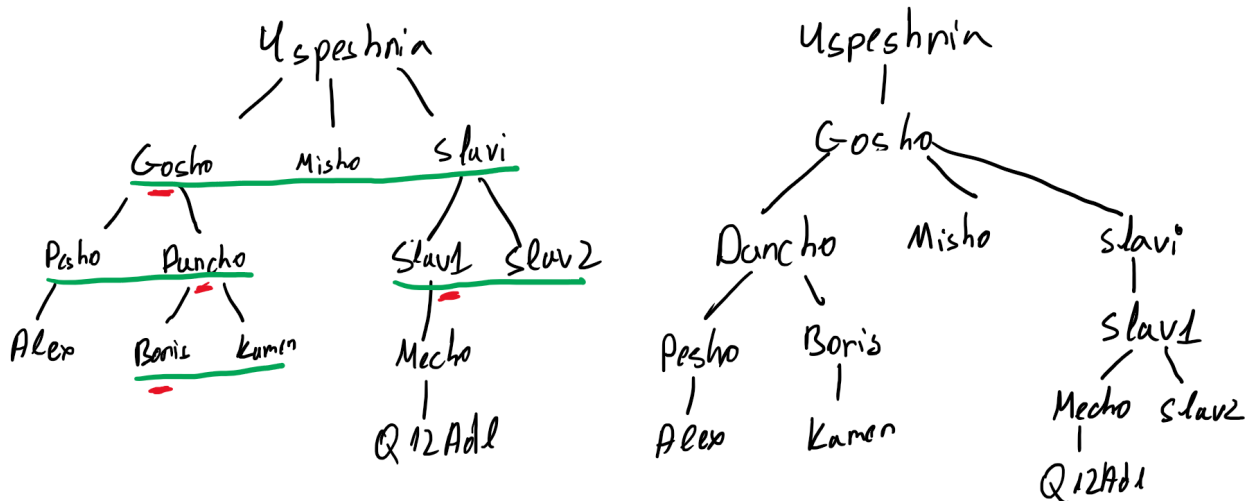 Uspeshnia
Gosho Misho Slavi
Pesho Dancho Slav1 Slav2
Alex Boris Kamen Mecho
Q12Adl
Uspeshnia
Gosho
Dancho Misho Slavi
Pesho Boris Slav1
Alex Kamen Mecho Slav2
Q12Adl